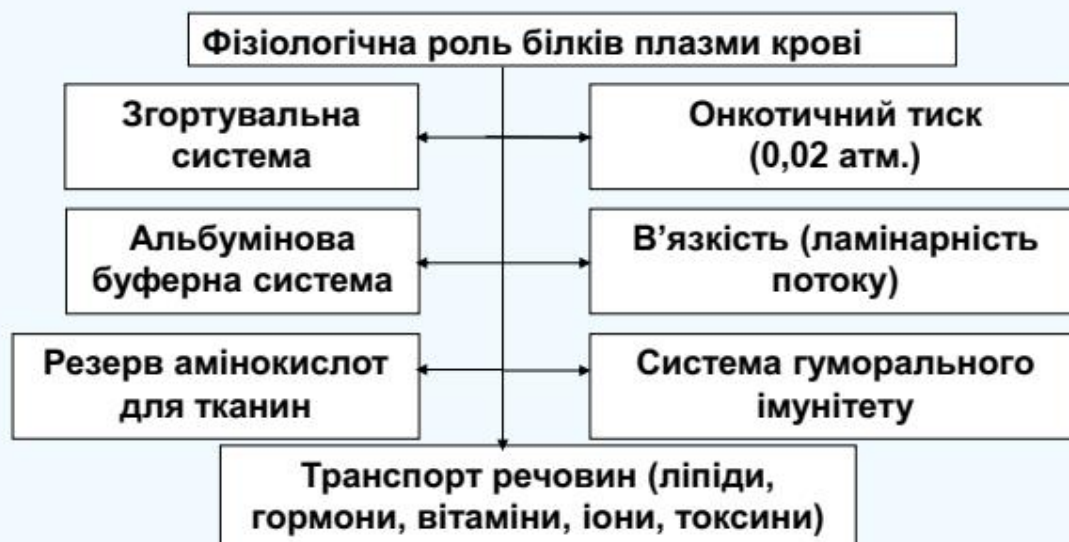 Фізіологічна роль білків плазми крові
Згортувальна
система
Онкотичний тиск
(0,02 атм.)
Альбумінова
буферна система
В’язкість (ламінарність
потоку)
Резерв амінокислот
для тканин
Система гуморального
імунітету
Транспорт речовин (ліпіди,
гормони, вітаміни, іони, токсини)